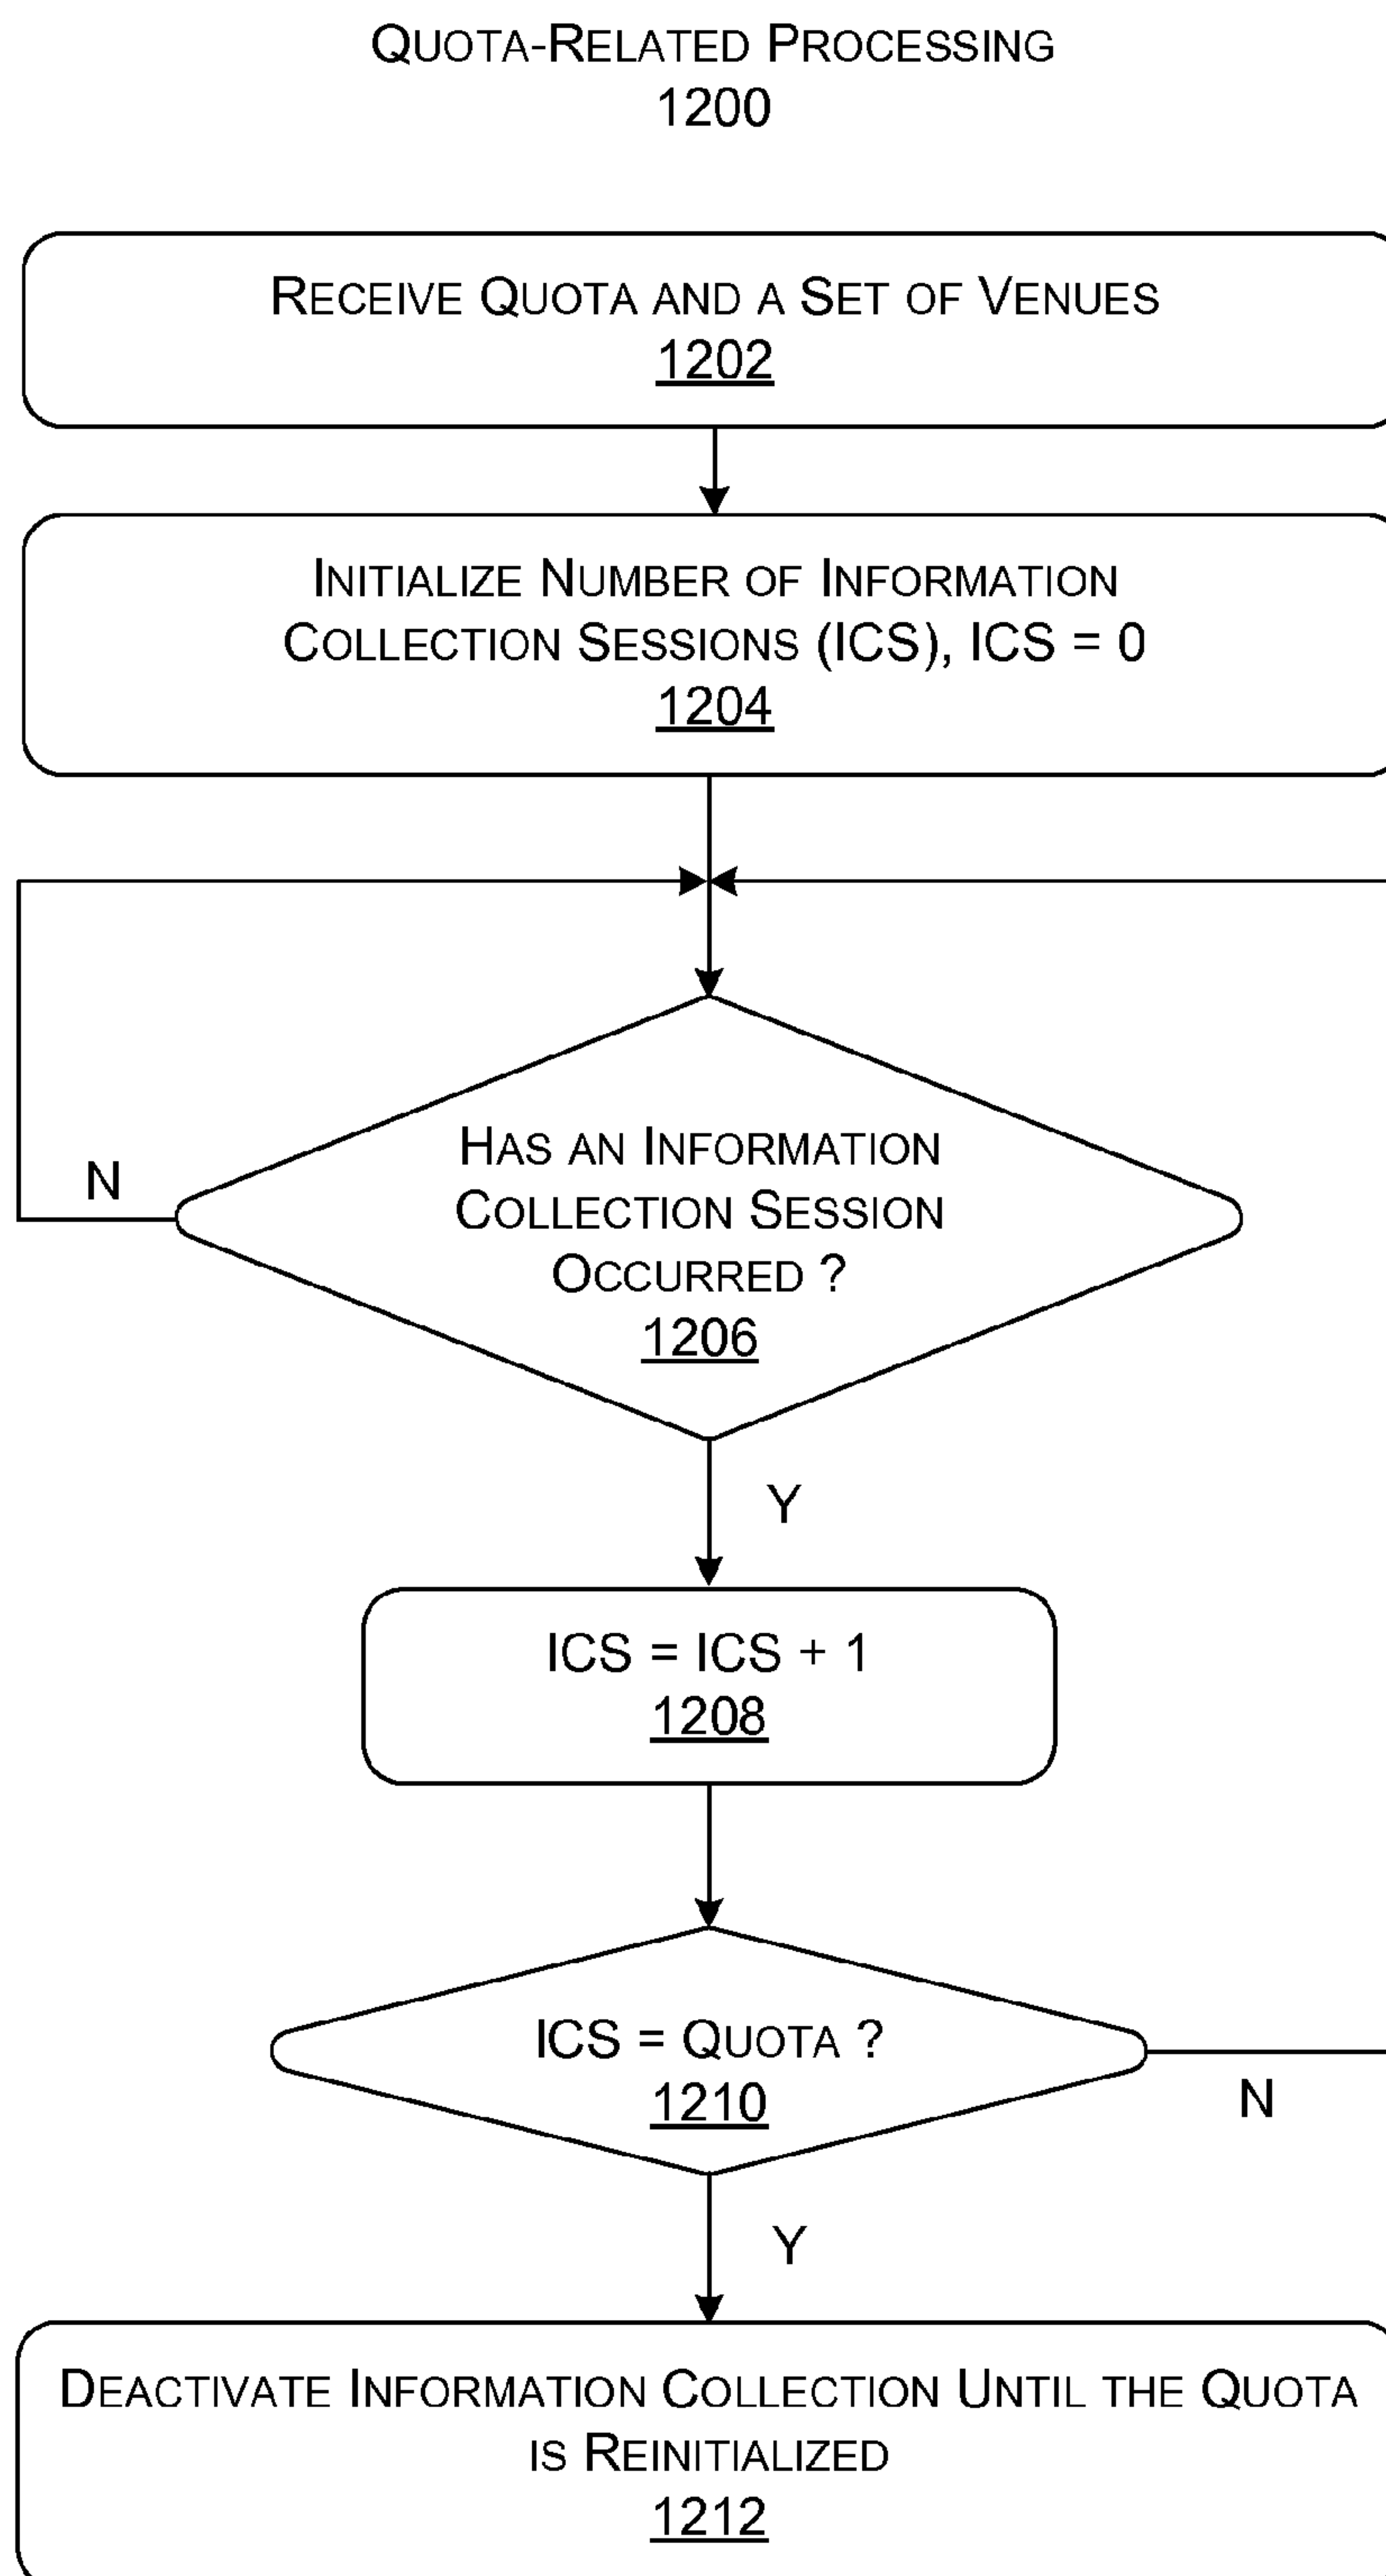 QUOTA-RELATED PROCESSING
1200
RECEIVE QUOTA AND A SET OF VENUES
1202
INITIALIZE NUMBER OF INFORMATION
COLLECTION SESSIONS (ICS), ICS = 0
1204
HAS AN INFORMATION
COLLECTION SESSION
OCCURRED ?
1206
N
Y
ICS = ICS + 1
1208
ICS = QUOTA ?
1210
N
Y
DEACTIVATE INFORMATION COLLECTION UNTIL THE QUOTA
IS REINITIALIZED
1212